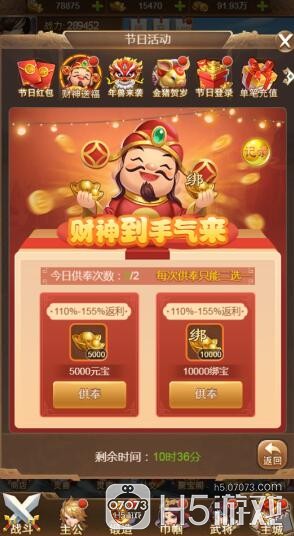 78875 15470 91.93万
战力:289452
节日活动
节日红包 财神送福 年兽来袭 金猪贺岁 节日登录 单笔充值
记录
绑
财神到手气来
今日供奉次数： /2 每次供奉只能二选一
110%-155%返利 110%-155%返利
5000 绑 10000
5000元宝 10000绑宝
供奉 供奉
返回
剩余时间：10时36分
h5.07073.com
07073
H5游戏
战斗 主公 锻造 巾帼 武将 主城